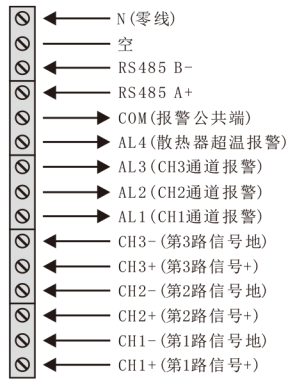 N(零线)
空
RS485 B-
RS485 A+
COM(报警公共端)
AL4(散热器超温报警)
AL3(CH3通道报警)
AL2(CH2通道报警)
AL1(CH1通道报警)
CH3-(第3路信号地)
CH3+(第3路信号+)
CH2-(第2路信号地)
CH2+(第2路信号+)
CH1-(第1路信号地)
CH1+(第1路信号+)